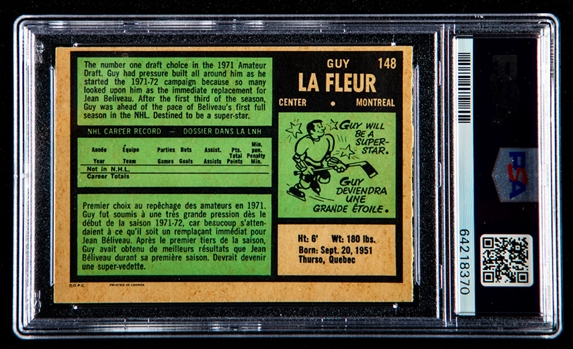 The number one draft choice in the 1971 Amateur
Draft. Guy had pressure built all around him as he
started the 1971-72 campaign because so many
looked upon him as the immediate replacement for
Jean Beliveau. After the first third of the season,
Guy was ahead of the pace of Beliveau's first full
season in the NHL. Destined to be a super-star.
NHL CAREER RECORD — DOSSIER DANS LA LNH
Année Équipe Parties Buts Assist. Pts. Min. pun.
Year Team Games Goals Assists Total Points Penalty Min.
Not in N.H.L.
Career Totals
Premier choix au repêchage des amateurs en 1971.
Guy fut soumis à une très grande pression dès le
début de la saison 1971-72, car beaucoup s'atten-
daient à ce qu'il soit un remplaçant immédiat pour
Jean Béliveau. Après le premier tiers de la saison,
Guy avait obtenu de meilleurs résultats que Jean
Béliveau durant sa première saison. Devrait devenir
une super-vedette.
O.P.C. PRINTED IN CANADA
GUY 148
LA FLEUR
CENTER • MONTREAL
GUY WILL
BE A
SUPER-
STAR.
GUY
DEVIENDRA
UNE
GRANDE ÉTOILE.
Ht: 6' Wt: 180 lbs.
Born: Sept. 20, 1951
Thurso, Quebec
64218370
PSA